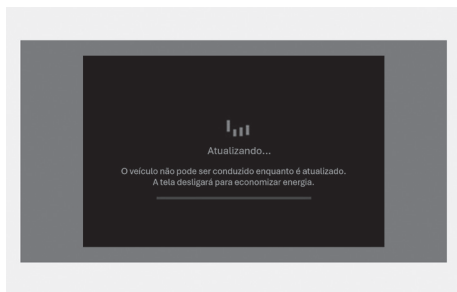 Atualizando...
O veículo não pode ser conduzido enquanto é atualizado.
A tela desligará para economizar energia.